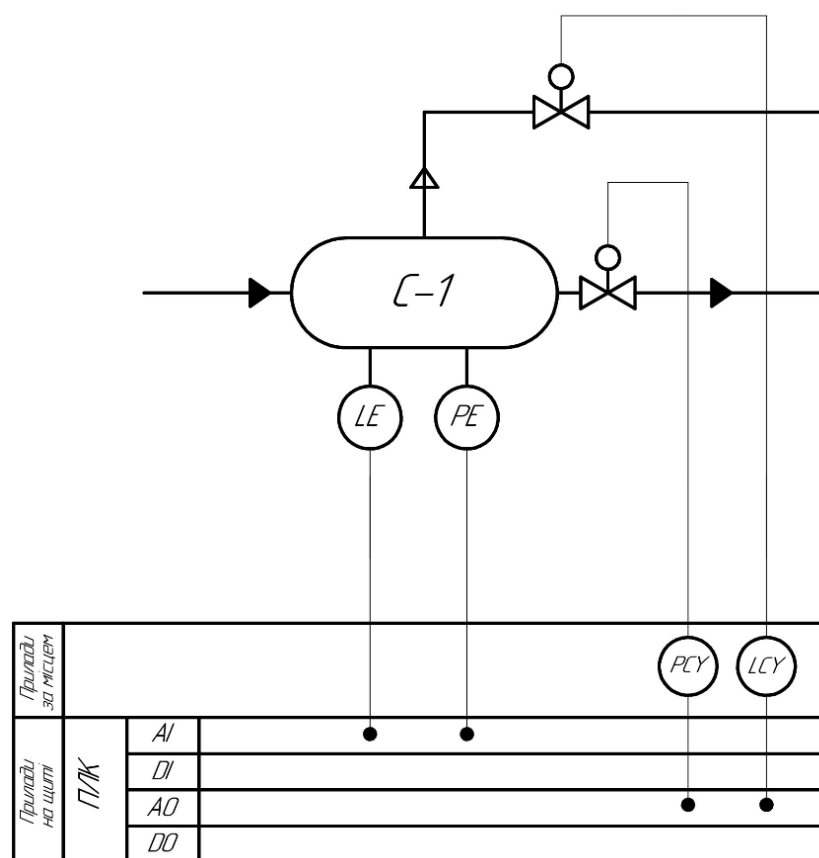 C-1
LE
PE
Прилади
за місцем
PCY
LCY
Прилади
на щиті
ПЛК
AI
DI
AO
DO